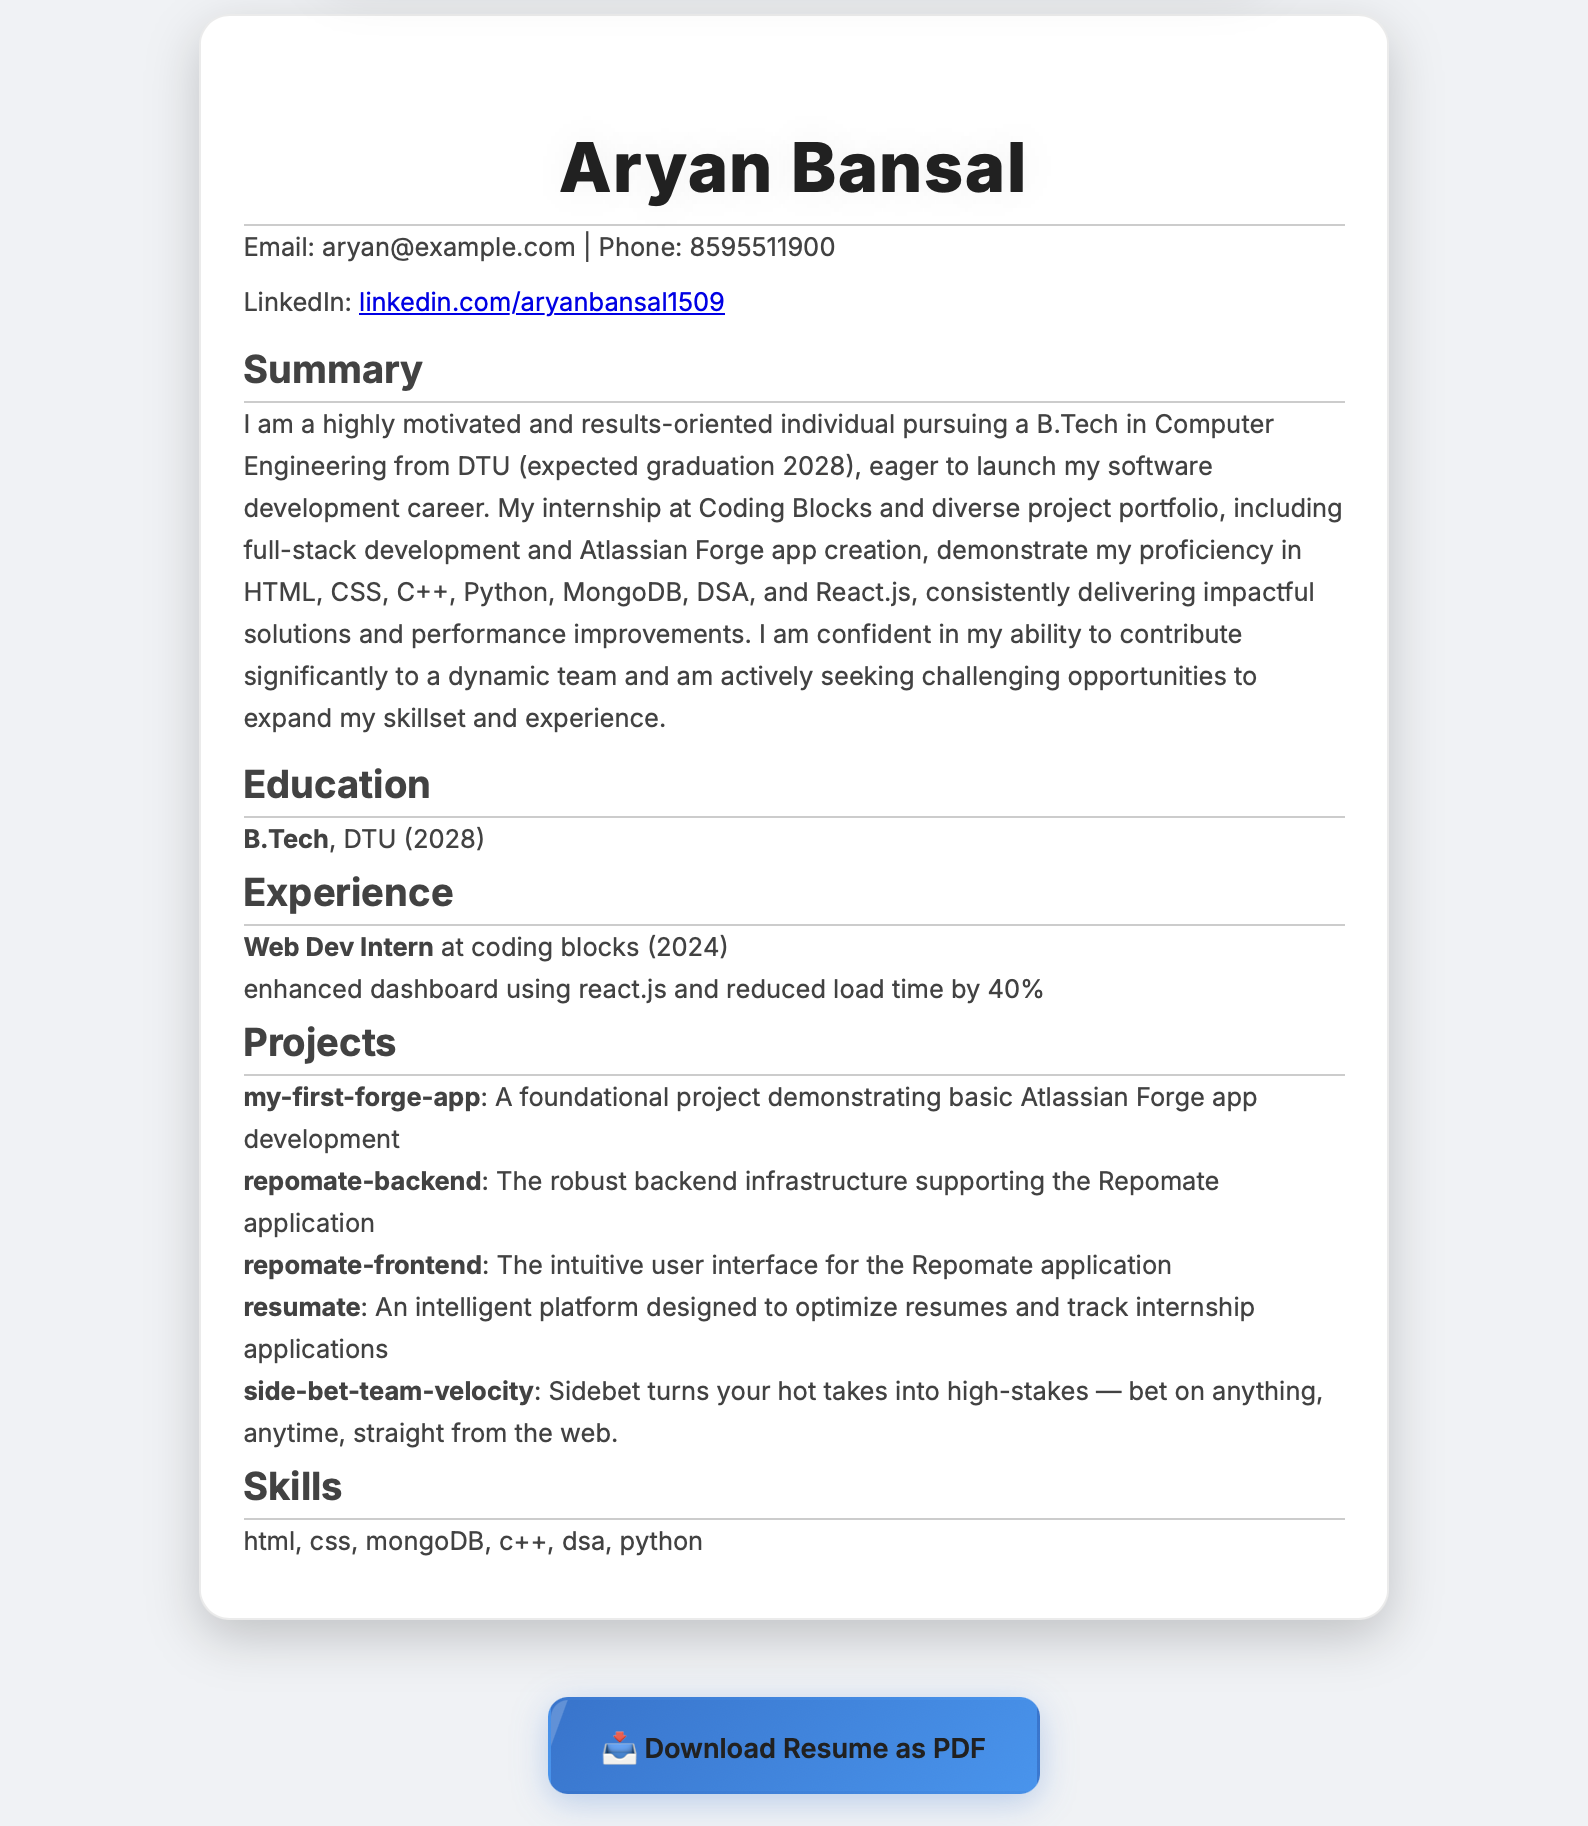 Aryan Bansal
Email: aryan@example.com | Phone: 8595511900
LinkedIn: linkedin.com/aryanbansal1509
Summary
I am a highly motivated and results-oriented individual pursuing a B.Tech in Computer
Engineering from DTU (expected graduation 2028), eager to launch my software
development career. My internship at Coding Blocks and diverse project portfolio, including
full-stack development and Atlassian Forge app creation, demonstrate my proficiency in
HTML, CSS, C++, Python, MongoDB, DSA, and React.js, consistently delivering impactful
solutions and performance improvements. I am confident in my ability to contribute
significantly to a dynamic team and am actively seeking challenging opportunities to
expand my skillset and experience.
Education
B.Tech, DTU (2028)
Experience
Web Dev Intern at coding blocks (2024)
enhanced dashboard using react.js and reduced load time by 40%
Projects
my-first-forge-app: A foundational project demonstrating basic Atlassian Forge app
development
repomate-backend: The robust backend infrastructure supporting the Repomate
application
repomate-frontend: The intuitive user interface for the Repomate application
resumate: An intelligent platform designed to optimize resumes and track internship
applications
side-bet-team-velocity: Sidebet turns your hot takes into high-stakes — bet on anything,
anytime, straight from the web.
Skills
html, css, mongoDB, c++, dsa, python
Download Resume as PDF